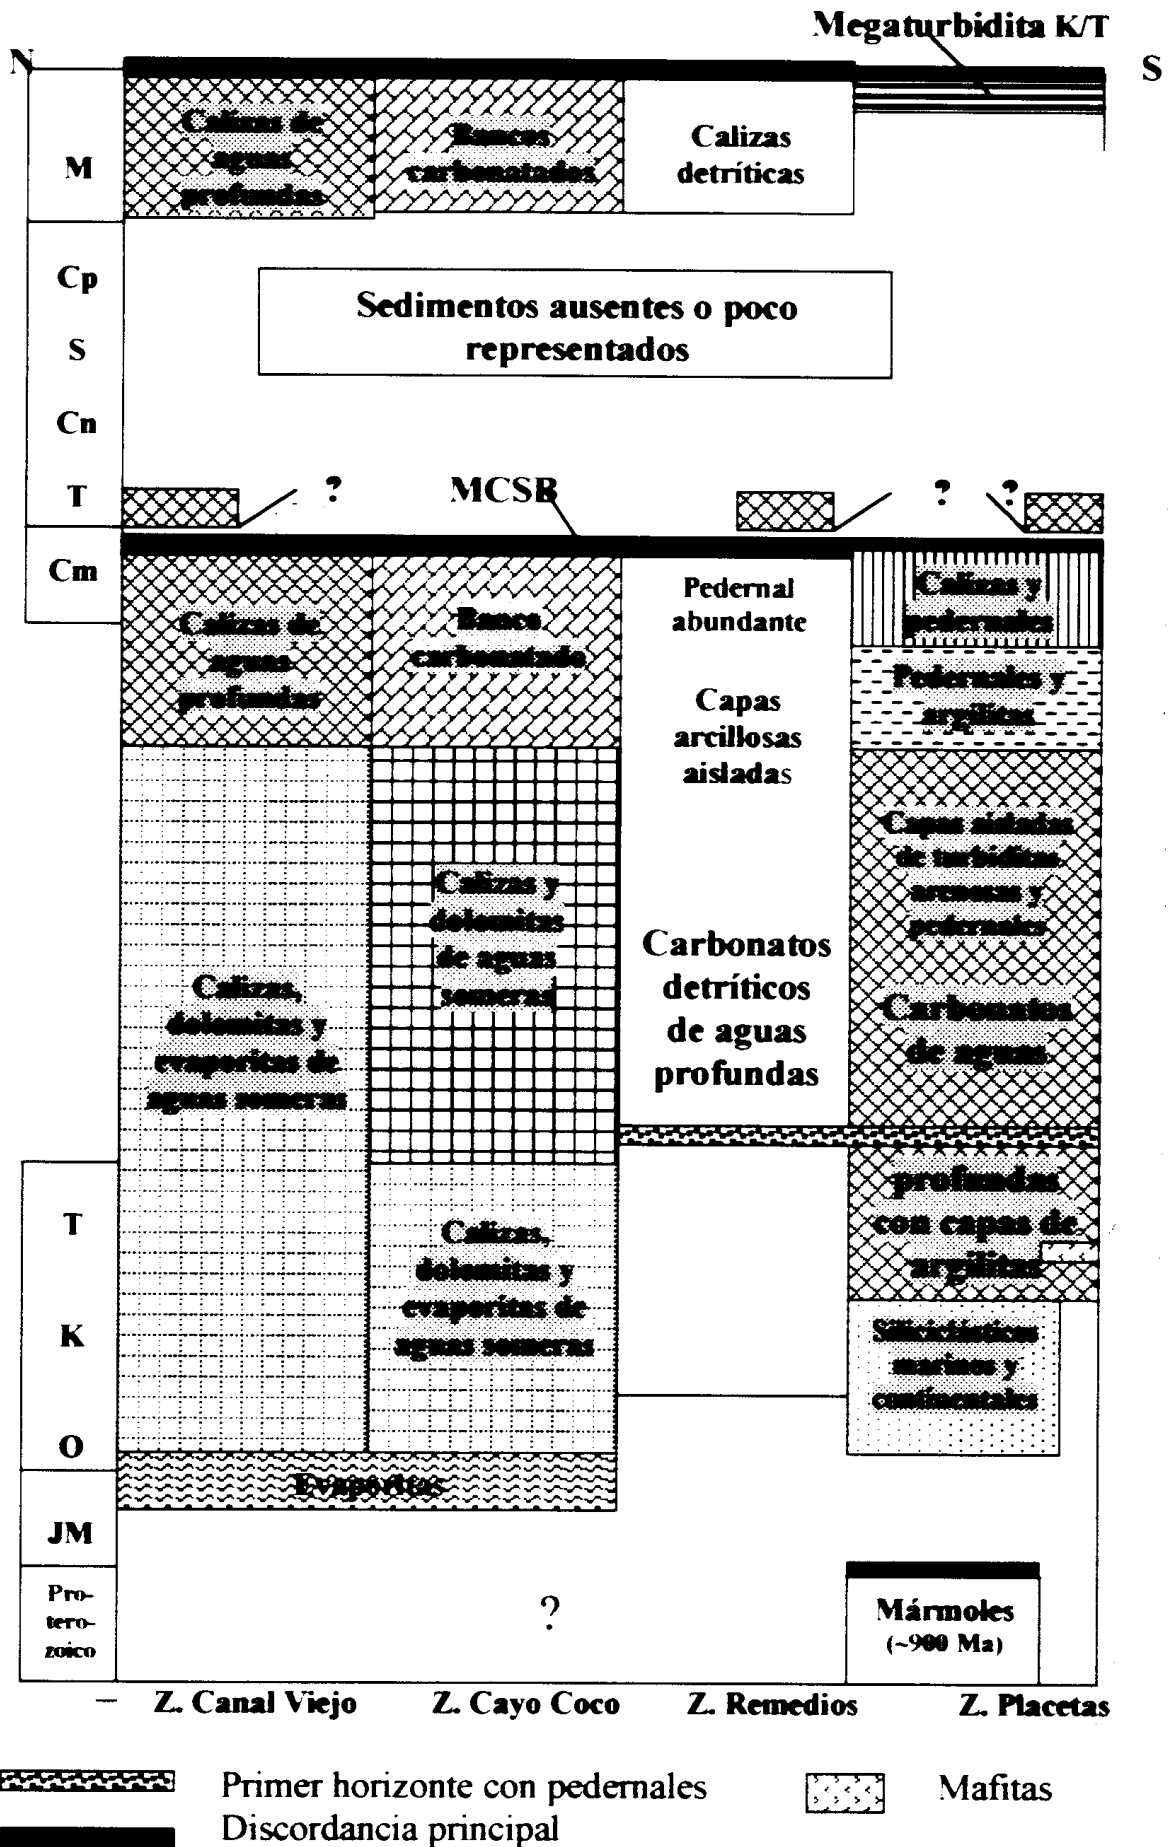 Megaturbidita K/T
N
S
M
Calizas de
aguas
profundas
Bancos
carbonatados
Calizas
detríticas
Cp
S
Cn
T
Sedimentos ausentes o poco
representados
?
MCSB
?
?
Cm
Calizas de
aguas
profundas
Banco
carbonatado
Pedernal
abundante
Capas
arcillosas
aisladas
Carbonatos
detríticos
de aguas
profundas
Calizas y
pedernales
Pedernales y
argilitas
Capas aisladas
de turbiditas
arenosas y
pedernales
Carbonatos
de aguas
profundas
con capas de
argilitas
Calizas,
dolomitas y
evaporitas de
aguas someras
Calizas y
dolomitas
de aguas
someras
Calizas,
dolomitas y
evaporitas de
aguas someras
Siliciclásticos
marinos y
continentales
T
K
O
Evaporitas
JM
Pro-
tero-
zoico
?
Mármoles
(~900 Ma)
Z. Canal Viejo Z. Cayo Coco Z. Remedios Z. Placetas
Primer horizonte con pedernales
Mafitas
Discordancia principal